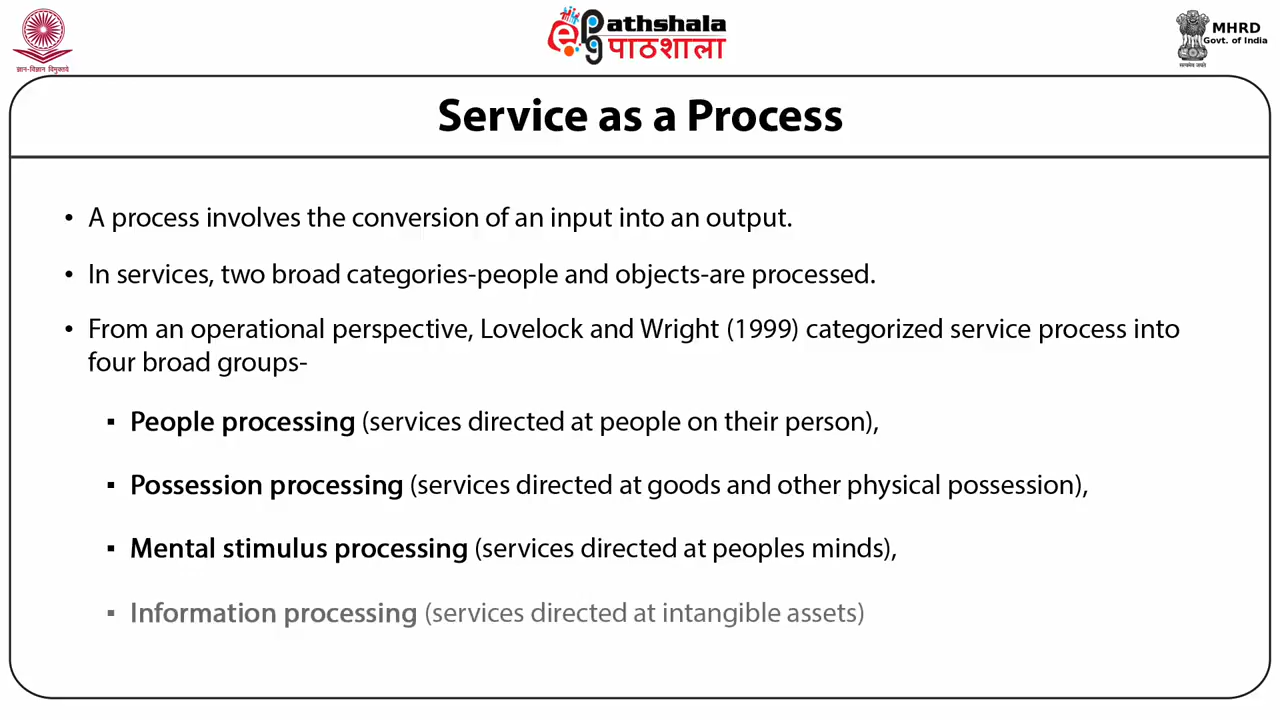 ज्ञान-विज्ञान विमुक्तये
ePathshala
पाठशाला
MHRD
Govt. of India
सत्यमेव जयते
Service as a Process
• A process involves the conversion of an input into an output.
• In services, two broad categories-people and objects-are processed.
• From an operational perspective, Lovelock and Wright (1999) categorized service process into
four broad groups-
▪ People processing (services directed at people on their person),
▪ Possession processing (services directed at goods and other physical possession),
▪ Mental stimulus processing (services directed at peoples minds),
▪ Information processing (services directed at intangible assets)